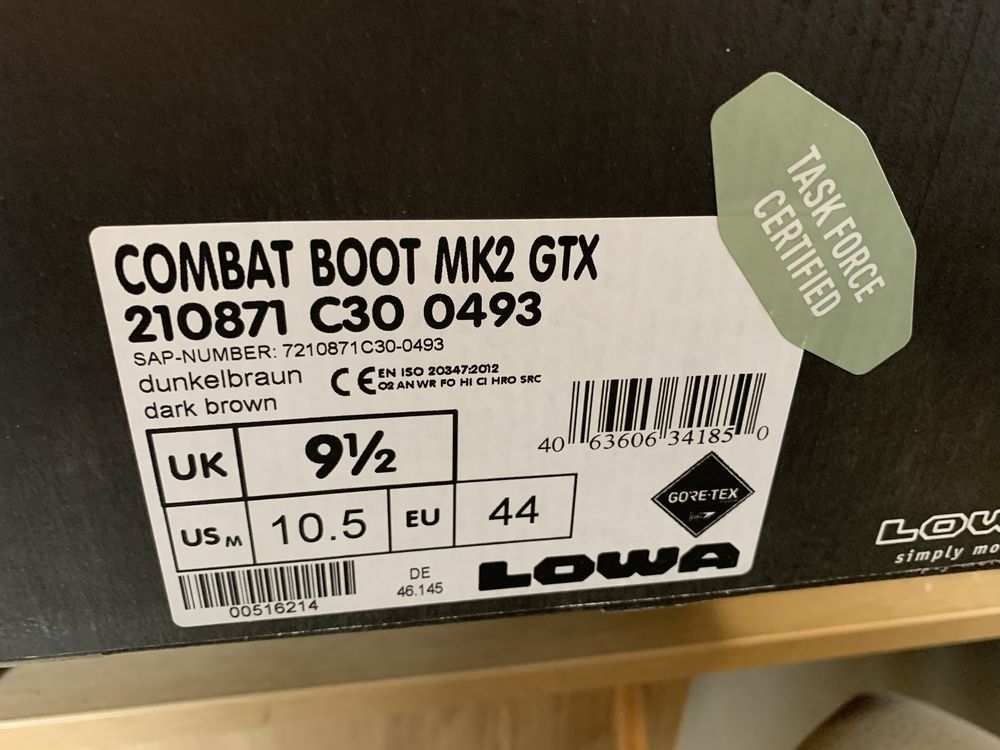 TASK FORCE
CERTIFIED
COMBAT BOOT MK2 GTX
210871 C30 0493
SAP-NUMBER: 7210871C30-0493
dunkelbraun
dark brown
CE EN ISO 20347:2012
O2 AN WR FO HI CI HRO SRC
40 63606 34185 0
UK 9½
US M 10.5 EU 44
GORE-TEX
00516214
DE
46.145
LOWA
LOW
simply mo